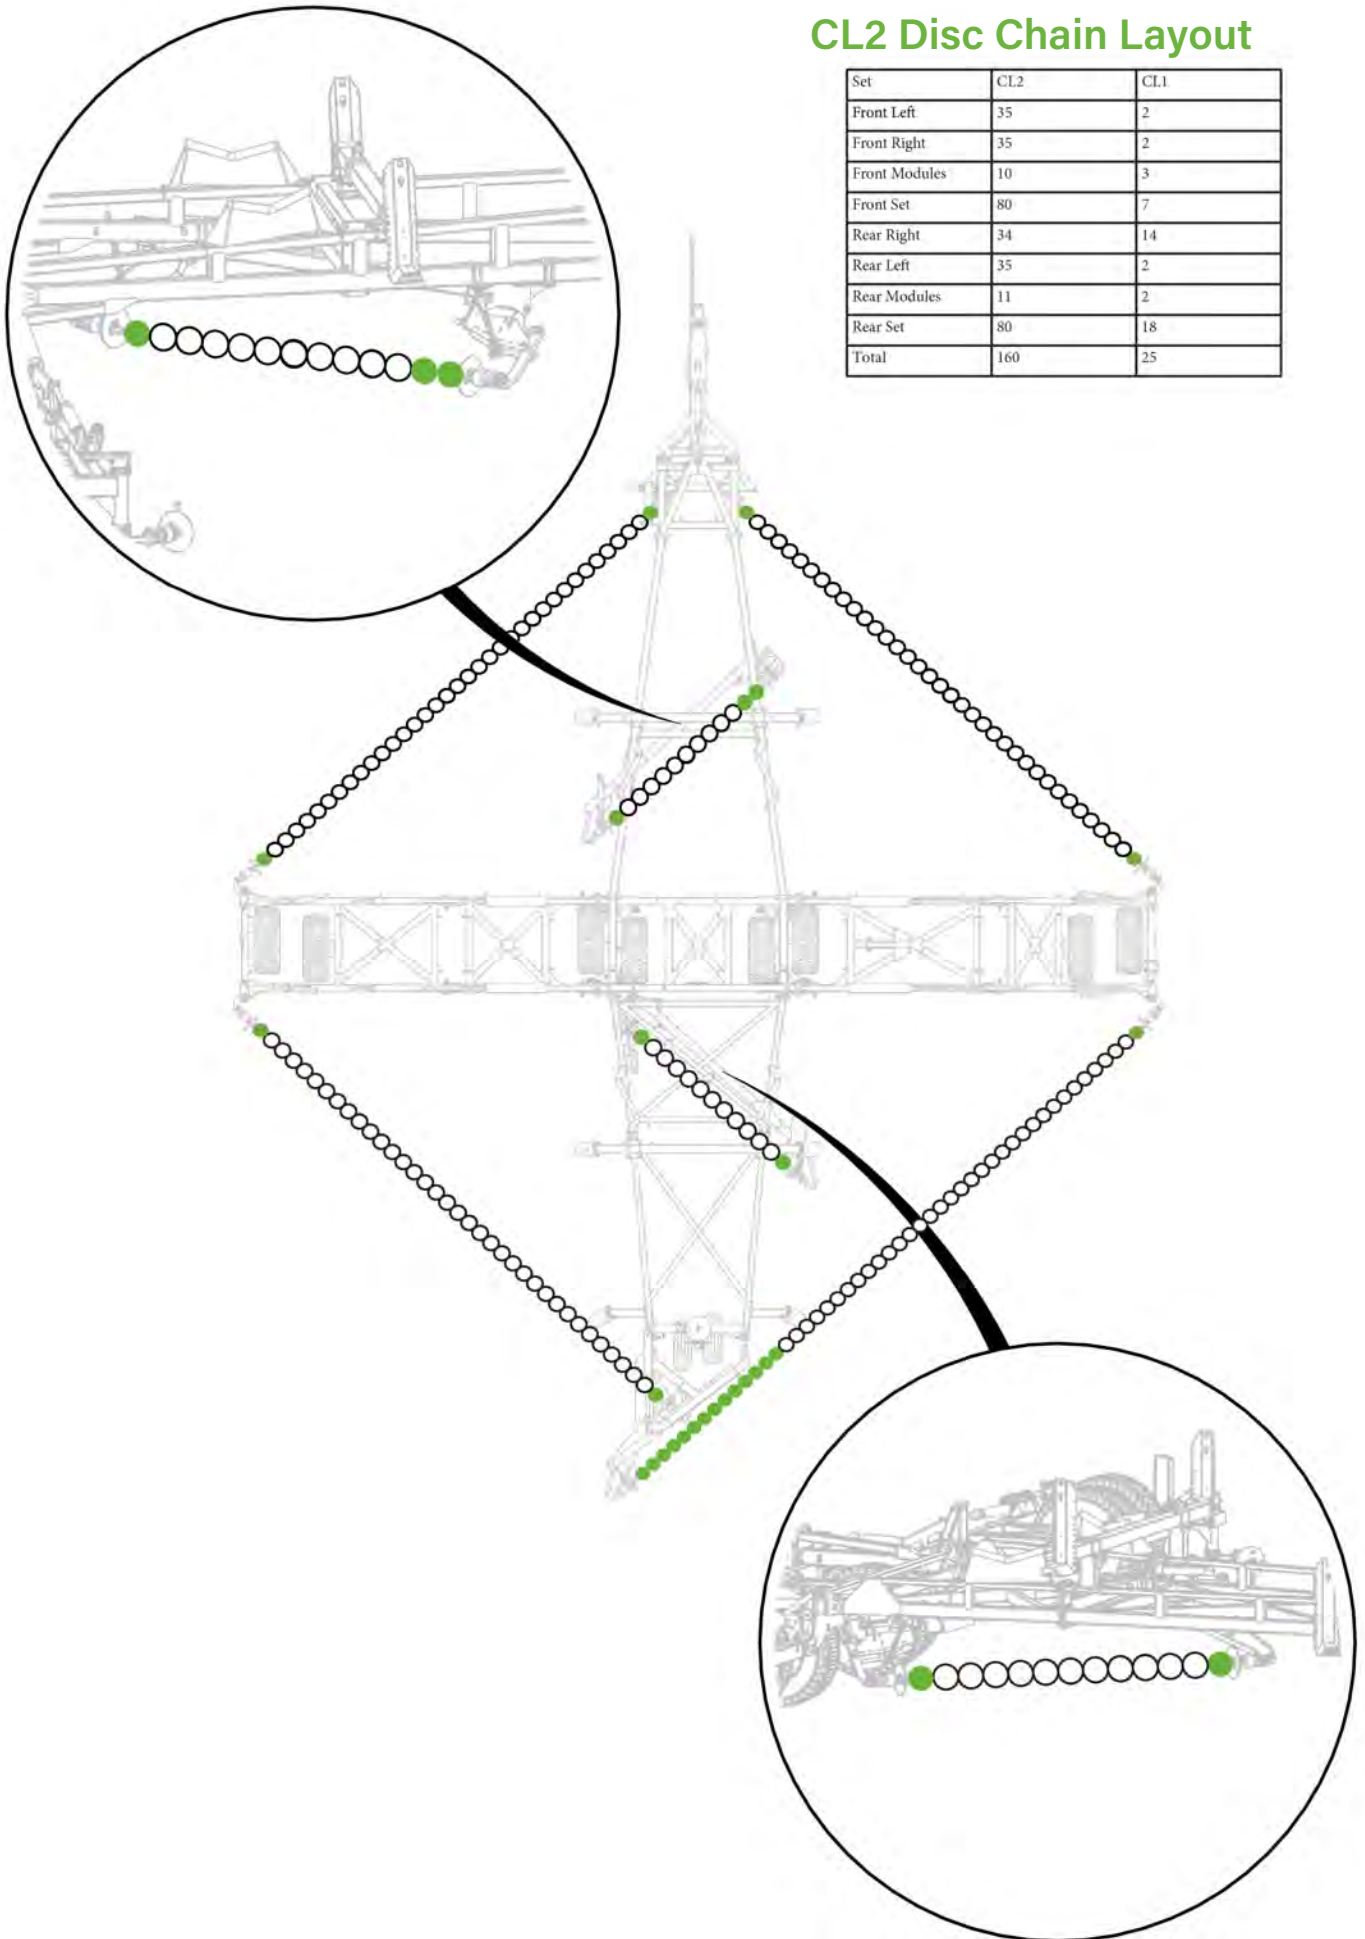 CL2 Disc Chain Layout
Set CL2 CL1
Front Left 35 2
Front Right 35 2
Front Modules 10 3
Front Set 80 7
Rear Right 34 14
Rear Left 35 2
Rear Modules 11 2
Rear Set 80 18
Total 160 25